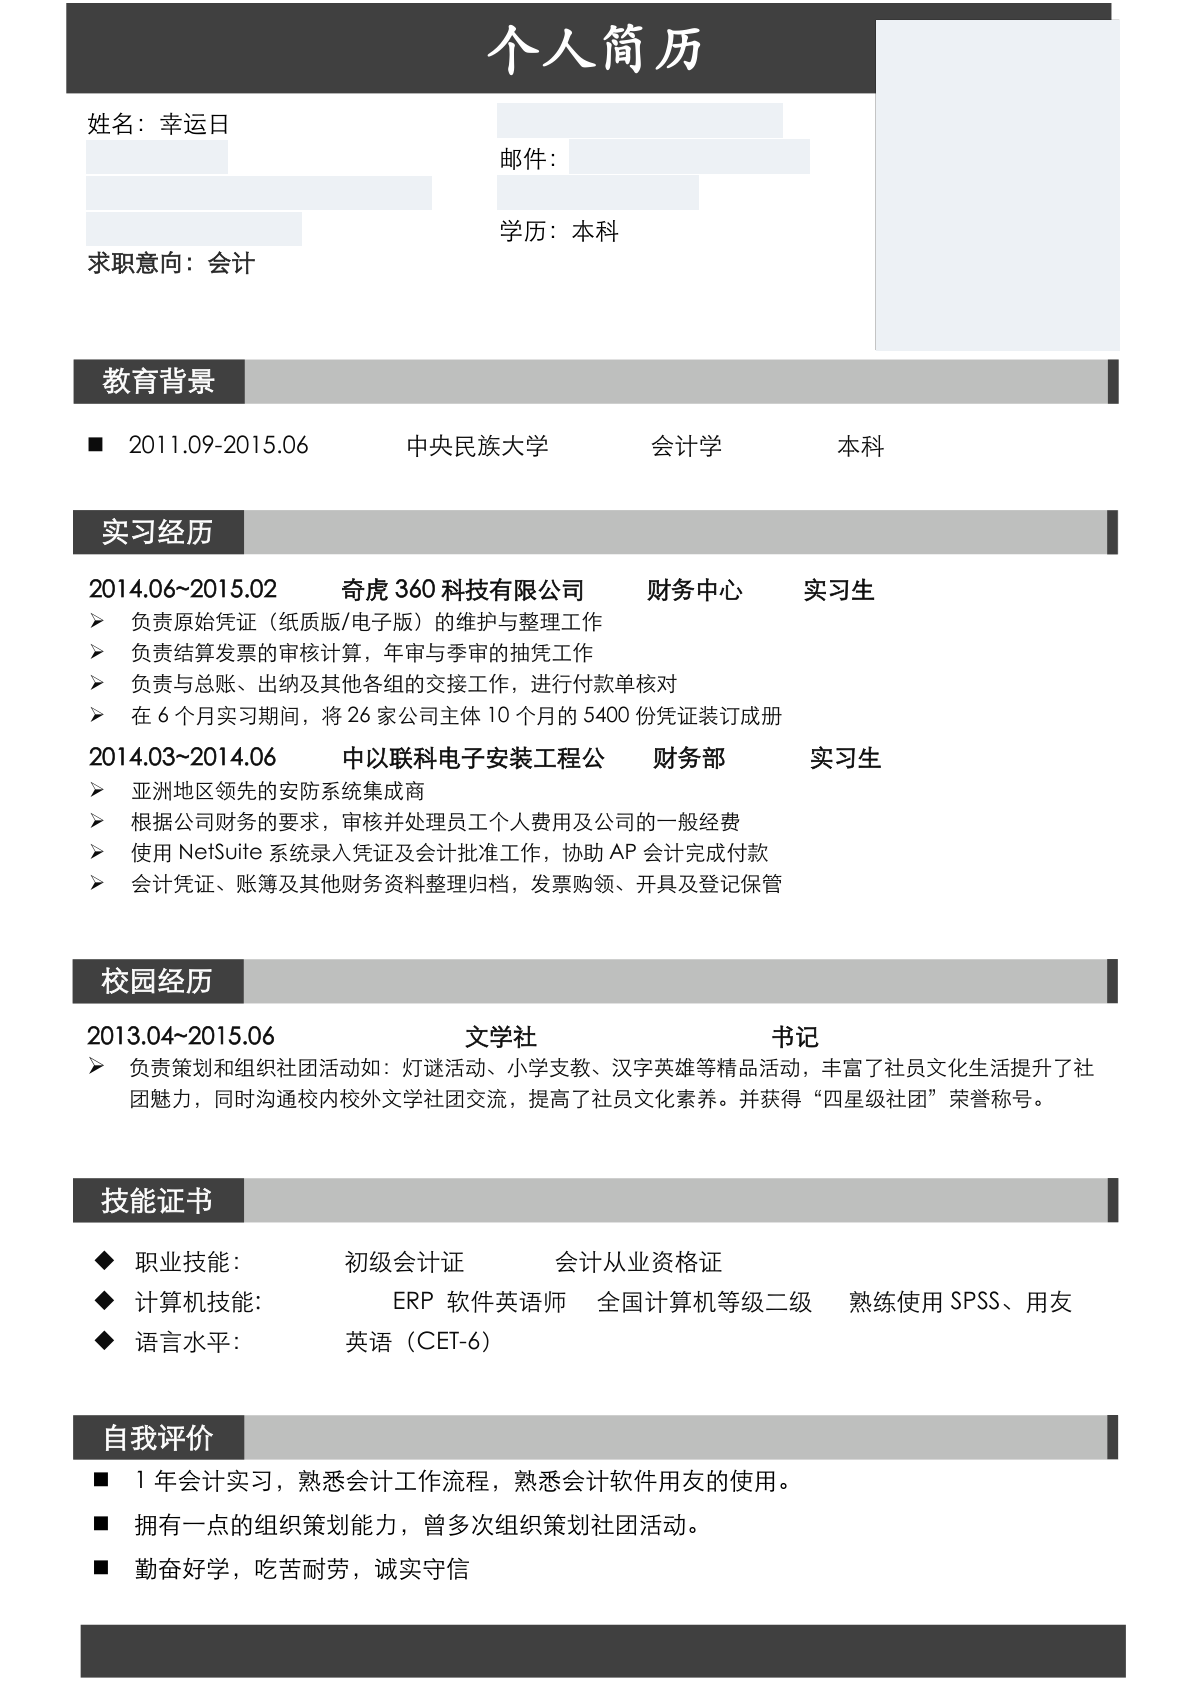 个人简历
姓名：幸运日
邮件：
学历：本科
求职意向：会计
教育背景
2011.09-2015.06 中央民族大学 会计学 本科
实习经历
2014.06~2015.02 奇虎 360 科技有限公司 财务中心 实习生
负责原始凭证（纸质版/电子版）的维护与整理工作
负责结算发票的审核计算，年审与季审的抽凭工作
负责与总账、出纳及其他各组的交接工作，进行付款单核对
在 6 个月实习期间，将 26 家公司主体 10 个月的 5400 份凭证装订成册
2014.03~2014.06 中以联科电子安装工程公 财务部 实习生
亚洲地区领先的安防系统集成商
根据公司财务的要求，审核并处理员工个人费用及公司的一般经费
使用 NetSuite 系统录入凭证及会计批准工作，协助 AP 会计完成付款
会计凭证、账簿及其他财务资料整理归档，发票购领、开具及登记保管
校园经历
2013.04~2015.06 文学社 书记
负责策划和组织社团活动如：灯谜活动、小学支教、汉字英雄等精品活动，丰富了社员文化生活提升了社
团魅力，同时沟通校内校外文学社团交流，提高了社员文化素养。并获得“四星级社团”荣誉称号。
技能证书
职业技能： 初级会计证 会计从业资格证
计算机技能: ERP 软件英语师 全国计算机等级二级 熟练使用 SPSS、用友
语言水平： 英语（CET-6）
自我评价
1 年会计实习，熟悉会计工作流程，熟悉会计软件用友的使用。
拥有一点的组织策划能力，曾多次组织策划社团活动。
勤奋好学，吃苦耐劳，诚实守信